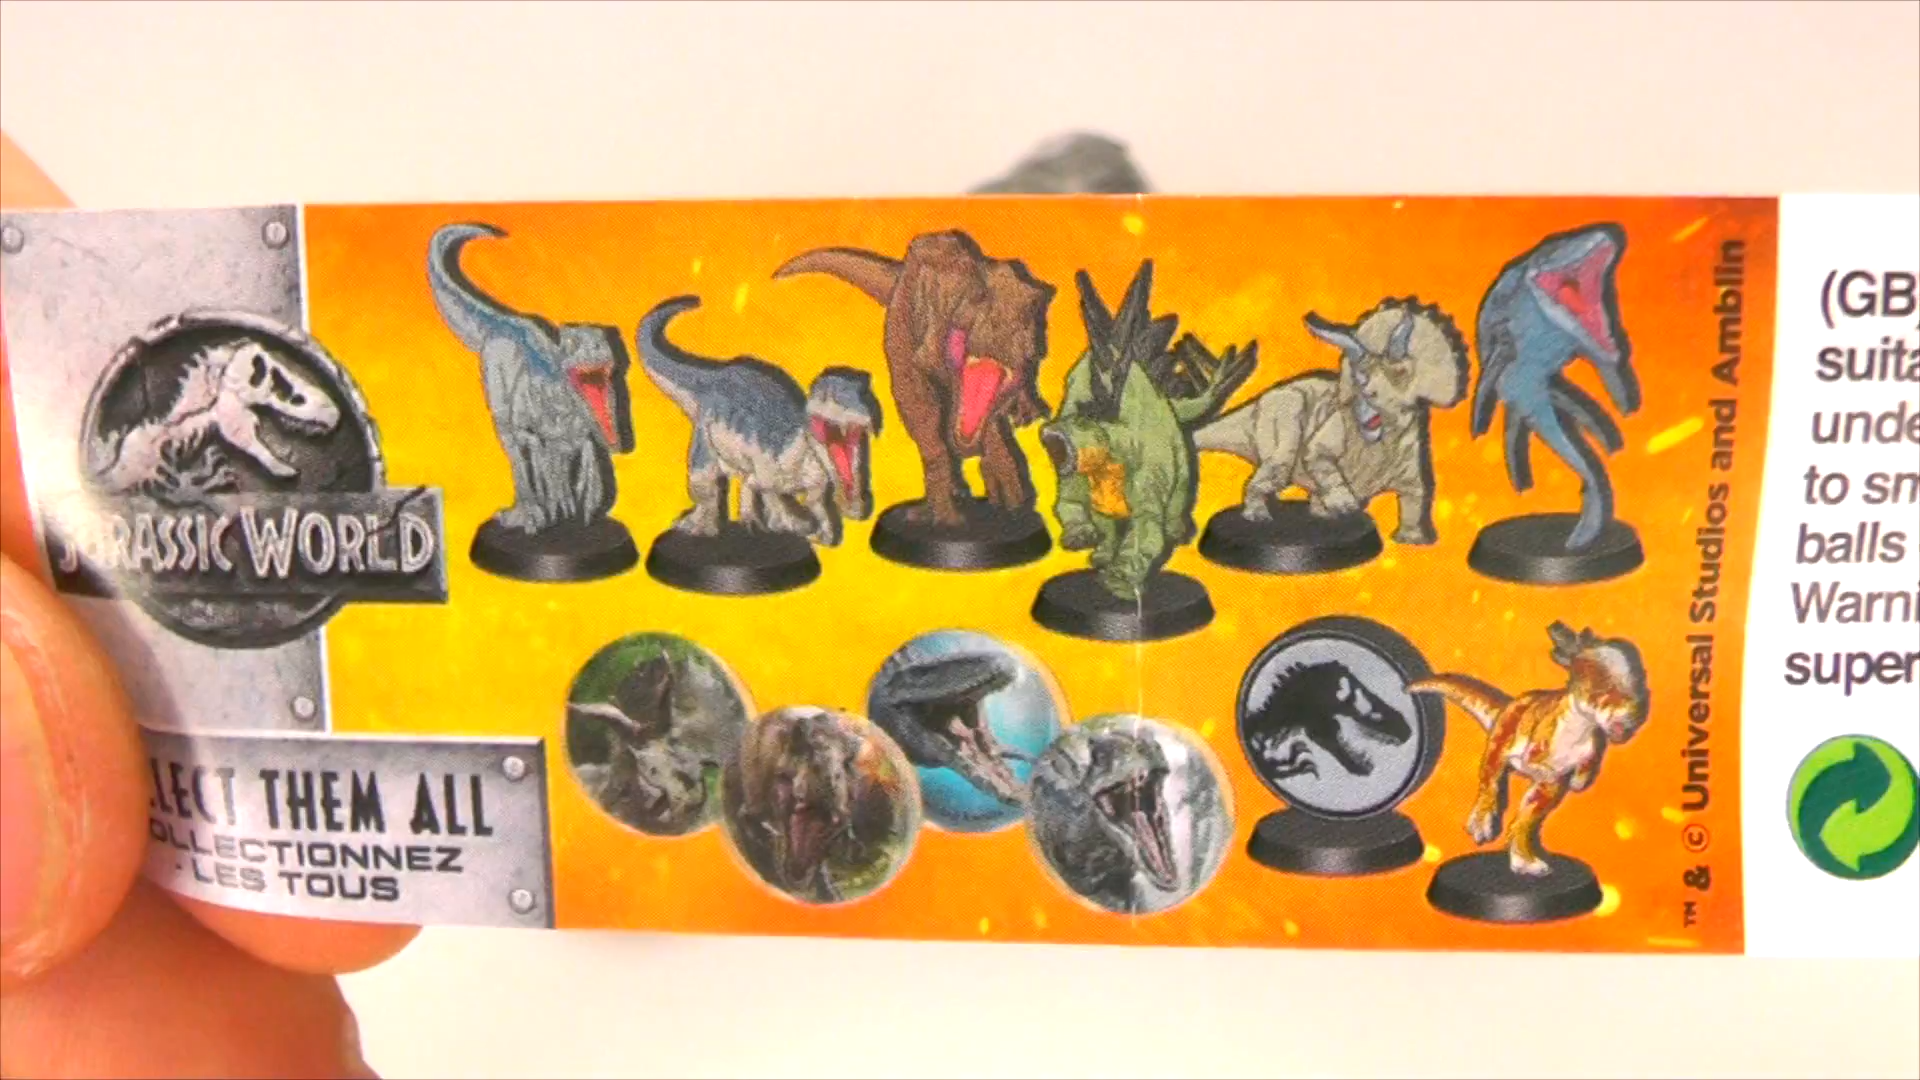 JURASSIC WORLD
LLECT THEM ALL
OLLECTIONNEZ
- LES TOUS
™ & © Universal Studios and Amblin
(GB)
suita
unde
to sm
balls
Warni
super